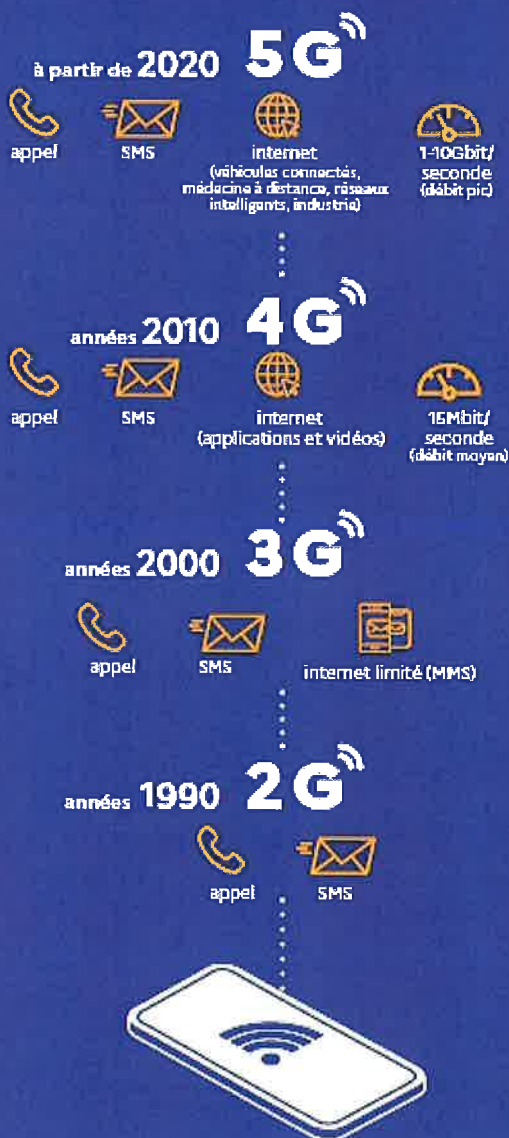 à partir de 2020 5G
appel
SMS
internet
(véhicules connectés,
médecine à distance, réseaux
intelligents, industrie)
1-10Gbit/
seconde
(débit pic)
années 2010 4G
appel
SMS
internet
(applications et vidéos)
15Mbit/
seconde
(débit moyen)
années 2000 3G
appel
SMS
internet limité (MMS)
années 1990 2G
appel
SMS